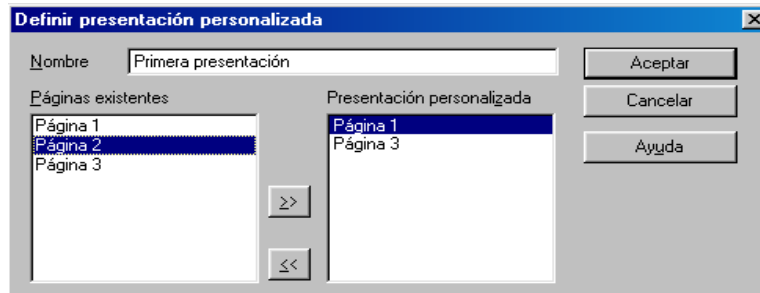 Definir presentación personalizada
Nombre Primera presentación
Aceptar
Páginas existentes
Presentación personalizada
Cancelar
Página 1
Página 2
Página 3
Página 1
Página 3
Ayuda
>>
<<